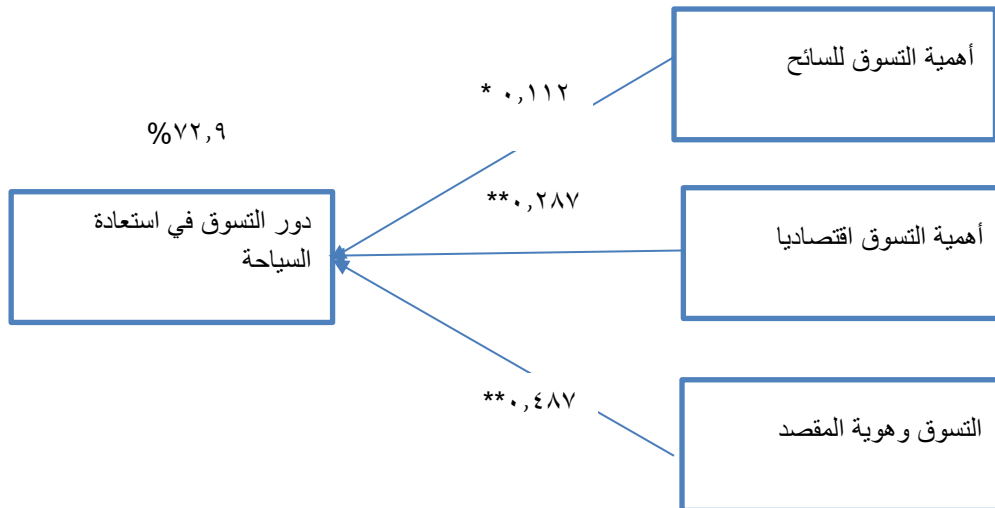 أهمية التسوق للسائح
* ٠,١١٢
%٧٢,٩
**٠,٢٨٧
دور التسوق في استعادة
السياحة
أهمية التسوق اقتصاديا
**٠,٤٨٧
التسوق وهوية المقصد